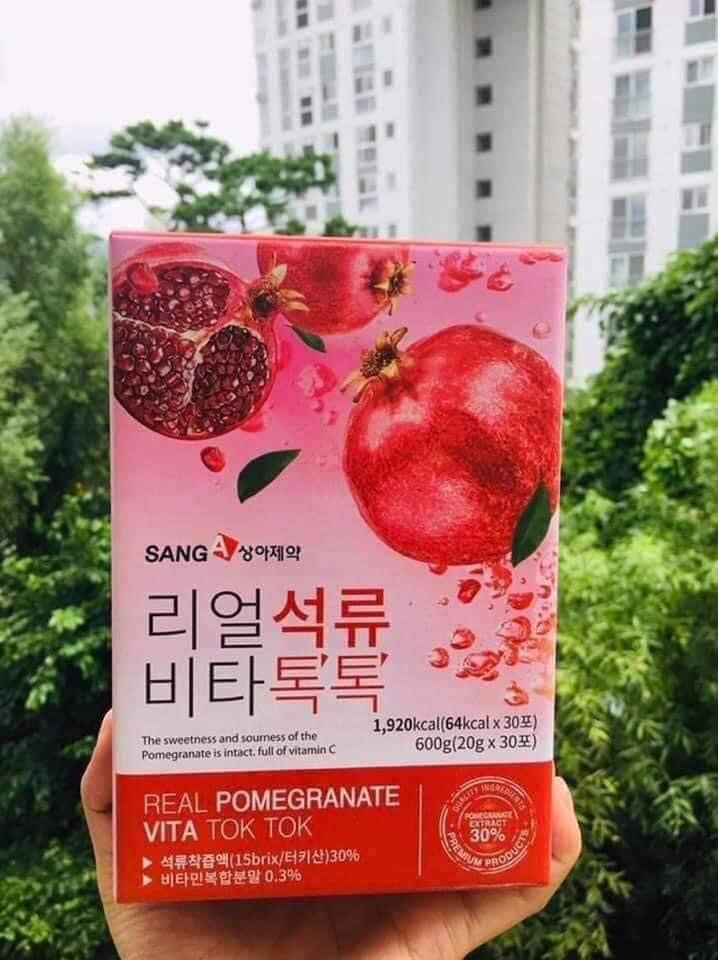 SANG A 상아제약
리얼석류
비타톡톡
1,920kcal(64kcal x 30포)
600g(20g x 30포)
The sweetness and sourness of the
Pomegranate is intact. full of vitamin C
REAL POMEGRANATE
VITA TOK TOK
▶ 석류착즙액(15brix/터키산)30%
▶ 비타민복합분말 0.3%
QUALITY INGREDIENTS
POMEGRANATE
EXTRACT
30%
PREMIUM PRODUCTS